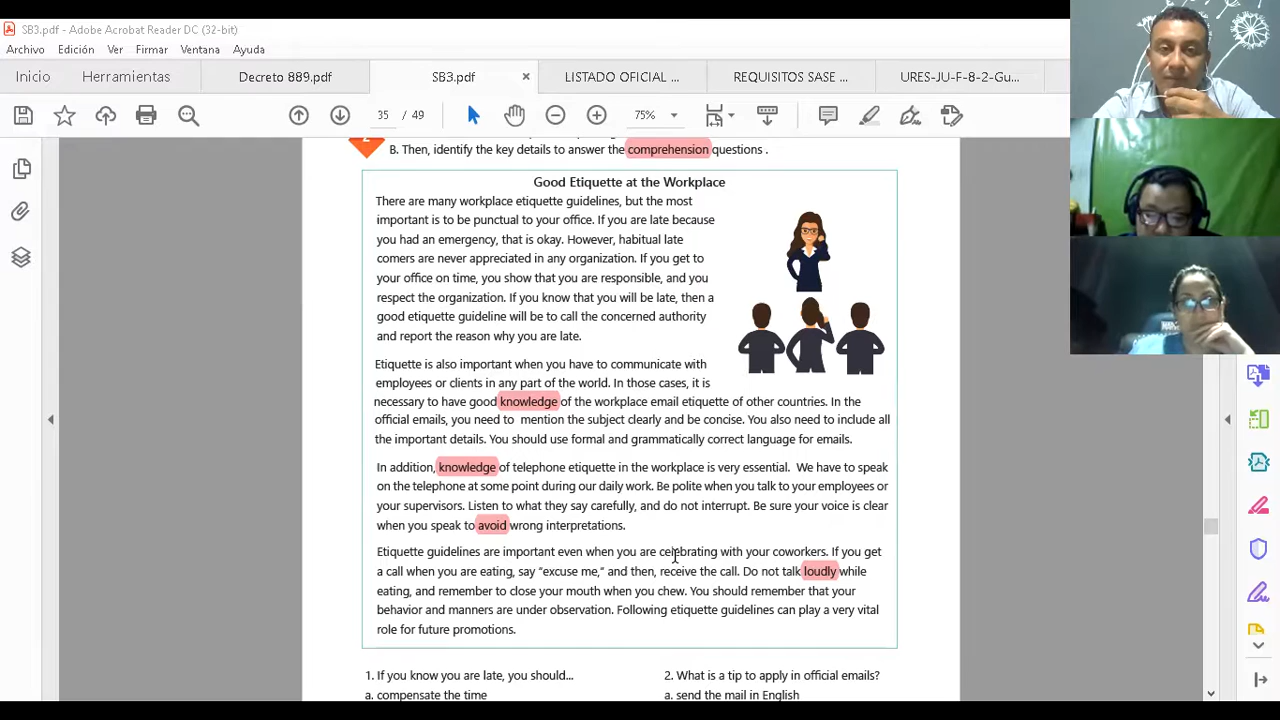 SB3.pdf - Adobe Acrobat Reader DC (32-bit)
Archivo Edición Ver Firmar Ventana Ayuda
Inicio Herramientas Decreto 889.pdf SB3.pdf × LISTADO OFICIAL ... REQUISITOS SASE ... URES-JU-F-8-2-Gu...
35 / 49 75%
B. Then, identify the key details to answer the comprehension questions .
Good Etiquette at the Workplace
There are many workplace etiquette guidelines, but the most
important is to be punctual to your office. If you are late because
you had an emergency, that is okay. However, habitual late
comers are never appreciated in any organization. If you get to
your office on time, you show that you are responsible, and you
respect the organization. If you know that you will be late, then a
good etiquette guideline will be to call the concerned authority
and report the reason why you are late.
Etiquette is also important when you have to communicate with
employees or clients in any part of the world. In those cases, it is
necessary to have good knowledge of the workplace email etiquette of other countries. In the
official emails, you need to mention the subject clearly and be concise. You also need to include all
the important details. You should use formal and grammatically correct language for emails.
In addition, knowledge of telephone etiquette in the workplace is very essential. We have to speak
on the telephone at some point during our daily work. Be polite when you talk to your employees or
your supervisors. Listen to what they say carefully, and do not interrupt. Be sure your voice is clear
when you speak to avoid wrong interpretations.
Etiquette guidelines are important even when you are celebrating with your coworkers. If you get
a call when you are eating, say “excuse me,” and then, receive the call. Do not talk loudly while
eating, and remember to close your mouth when you chew. You should remember that your
behavior and manners are under observation. Following etiquette guidelines can play a very vital
role for future promotions.
1. If you know you are late, you should...
a. compensate the time
2. What is a tip to apply in official emails?
a. send the mail in English